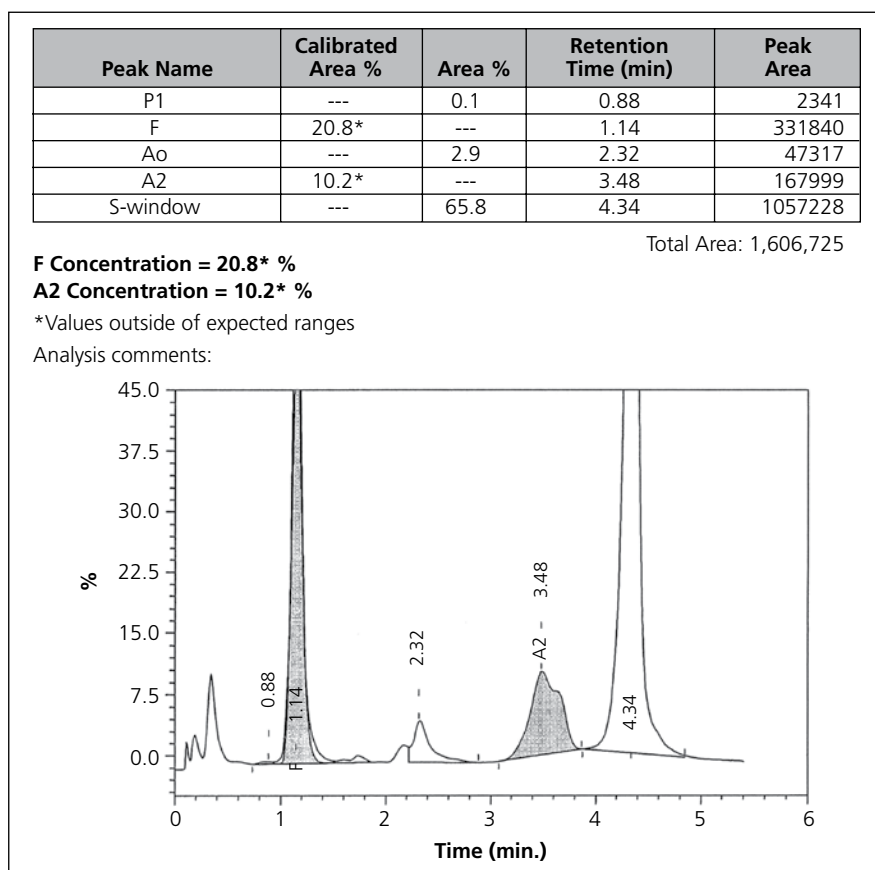 Peak Name Calibrated Area % Area % Retention Time (min) Peak Area
P1 --- 0.1 0.88 2341
F 20.8* --- 1.14 331840
Ao --- 2.9 2.32 47317
A2 10.2* --- 3.48 167999
S-window --- 65.8 4.34 1057228
Total Area: 1,606,725
F Concentration = 20.8* %
A2 Concentration = 10.2* %
*Values outside of expected ranges
Analysis comments:
45.0
37.5
30.0
22.5
15.0
7.5
0.0
%
0.88
F 1.14
2.32
A2 3.48
4.34
0 1 2 3 4 5 6
Time (min.)